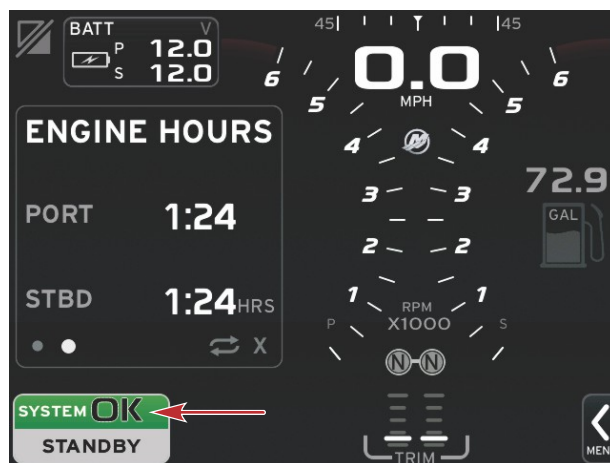 BATT V
P 12.0
S 12.0
45 45
0.0
MPH
6 6
5 5
4 4
3 3
2 2
1 1
RPM
X1000
P S
N N
TRIM
ENGINE HOURS
PORT 1:24
STBD 1:24 HRS
X
72.9
GAL
SYSTEM OK
STANDBY
MEN